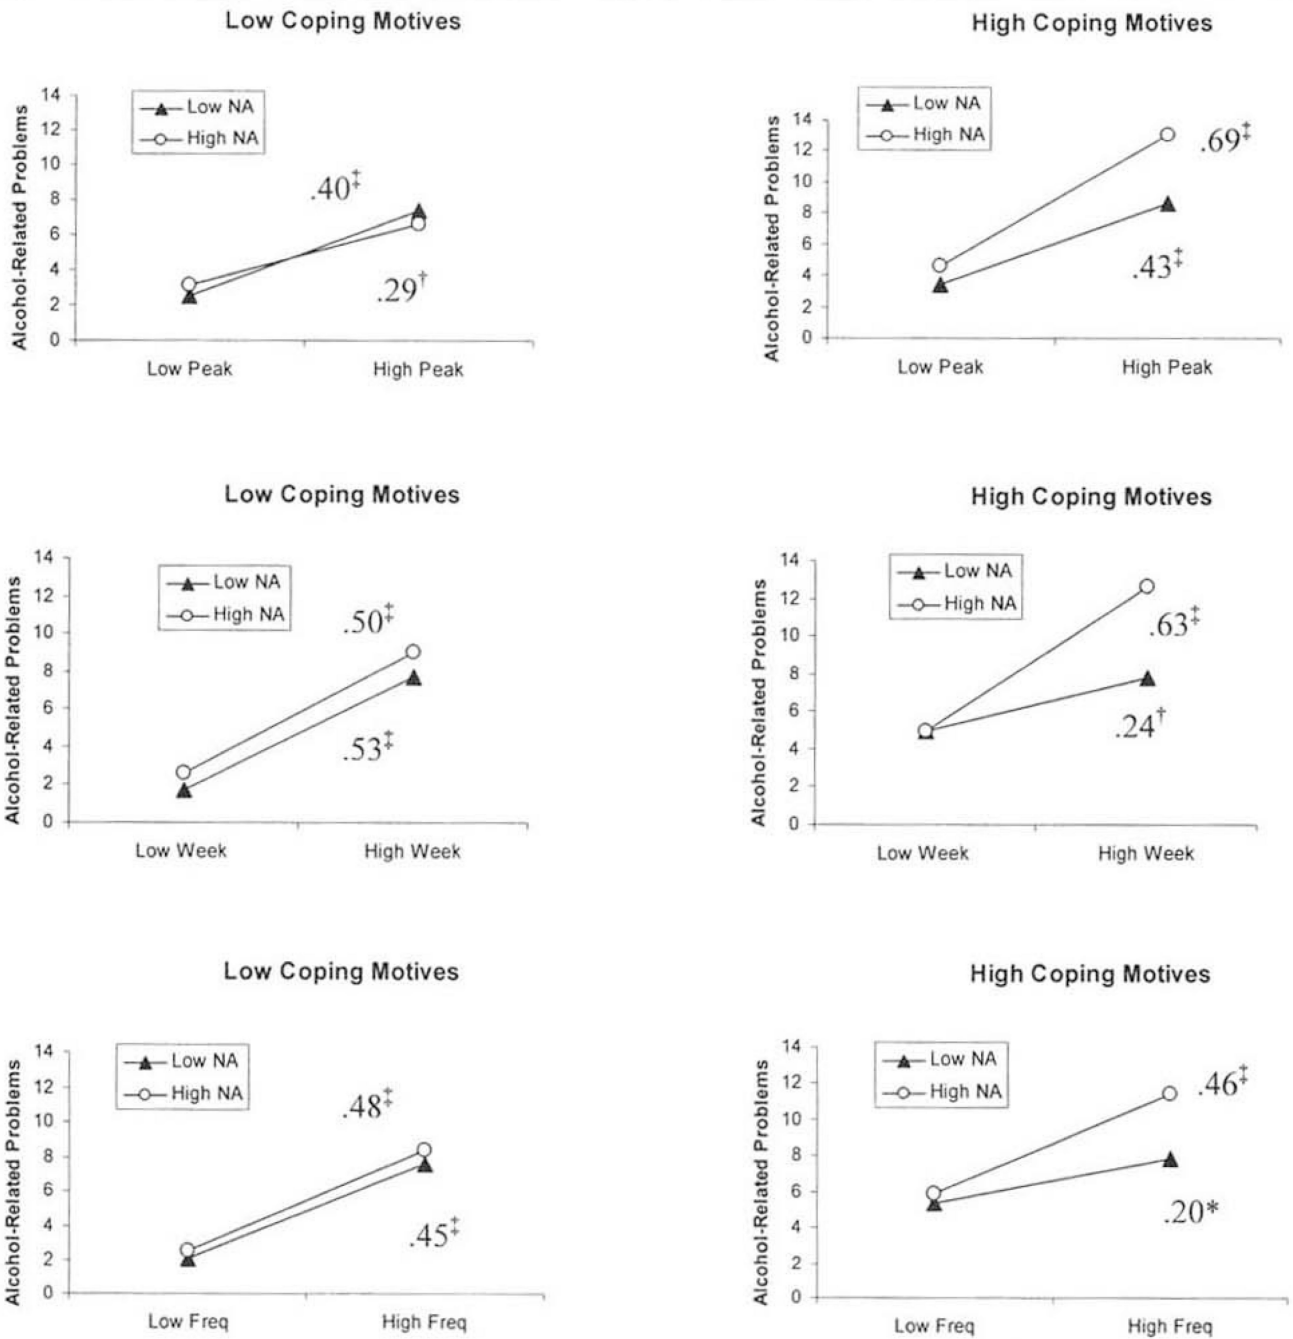 Low Coping Motives
Alcohol-Related Problems
14
12
10
8
6
4
2
0
Low NA
High NA
.40‡
.29†
Low Peak
High Peak
High Coping Motives
Alcohol-Related Problems
14
12
10
8
6
4
2
0
Low NA
High NA
.69‡
.43‡
Low Peak
High Peak
Low Coping Motives
Alcohol-Related Problems
14
12
10
8
6
4
2
0
Low NA
High NA
.50‡
.53‡
Low Week
High Week
High Coping Motives
Alcohol-Related Problems
14
12
10
8
6
4
2
0
Low NA
High NA
.63‡
.24†
Low Week
High Week
Low Coping Motives
Alcohol-Related Problems
14
12
10
8
6
4
2
0
Low NA
High NA
.48‡
.45‡
Low Freq
High Freq
High Coping Motives
Alcohol-Related Problems
14
12
10
8
6
4
2
0
Low NA
High NA
.46‡
.20*
Low Freq
High Freq